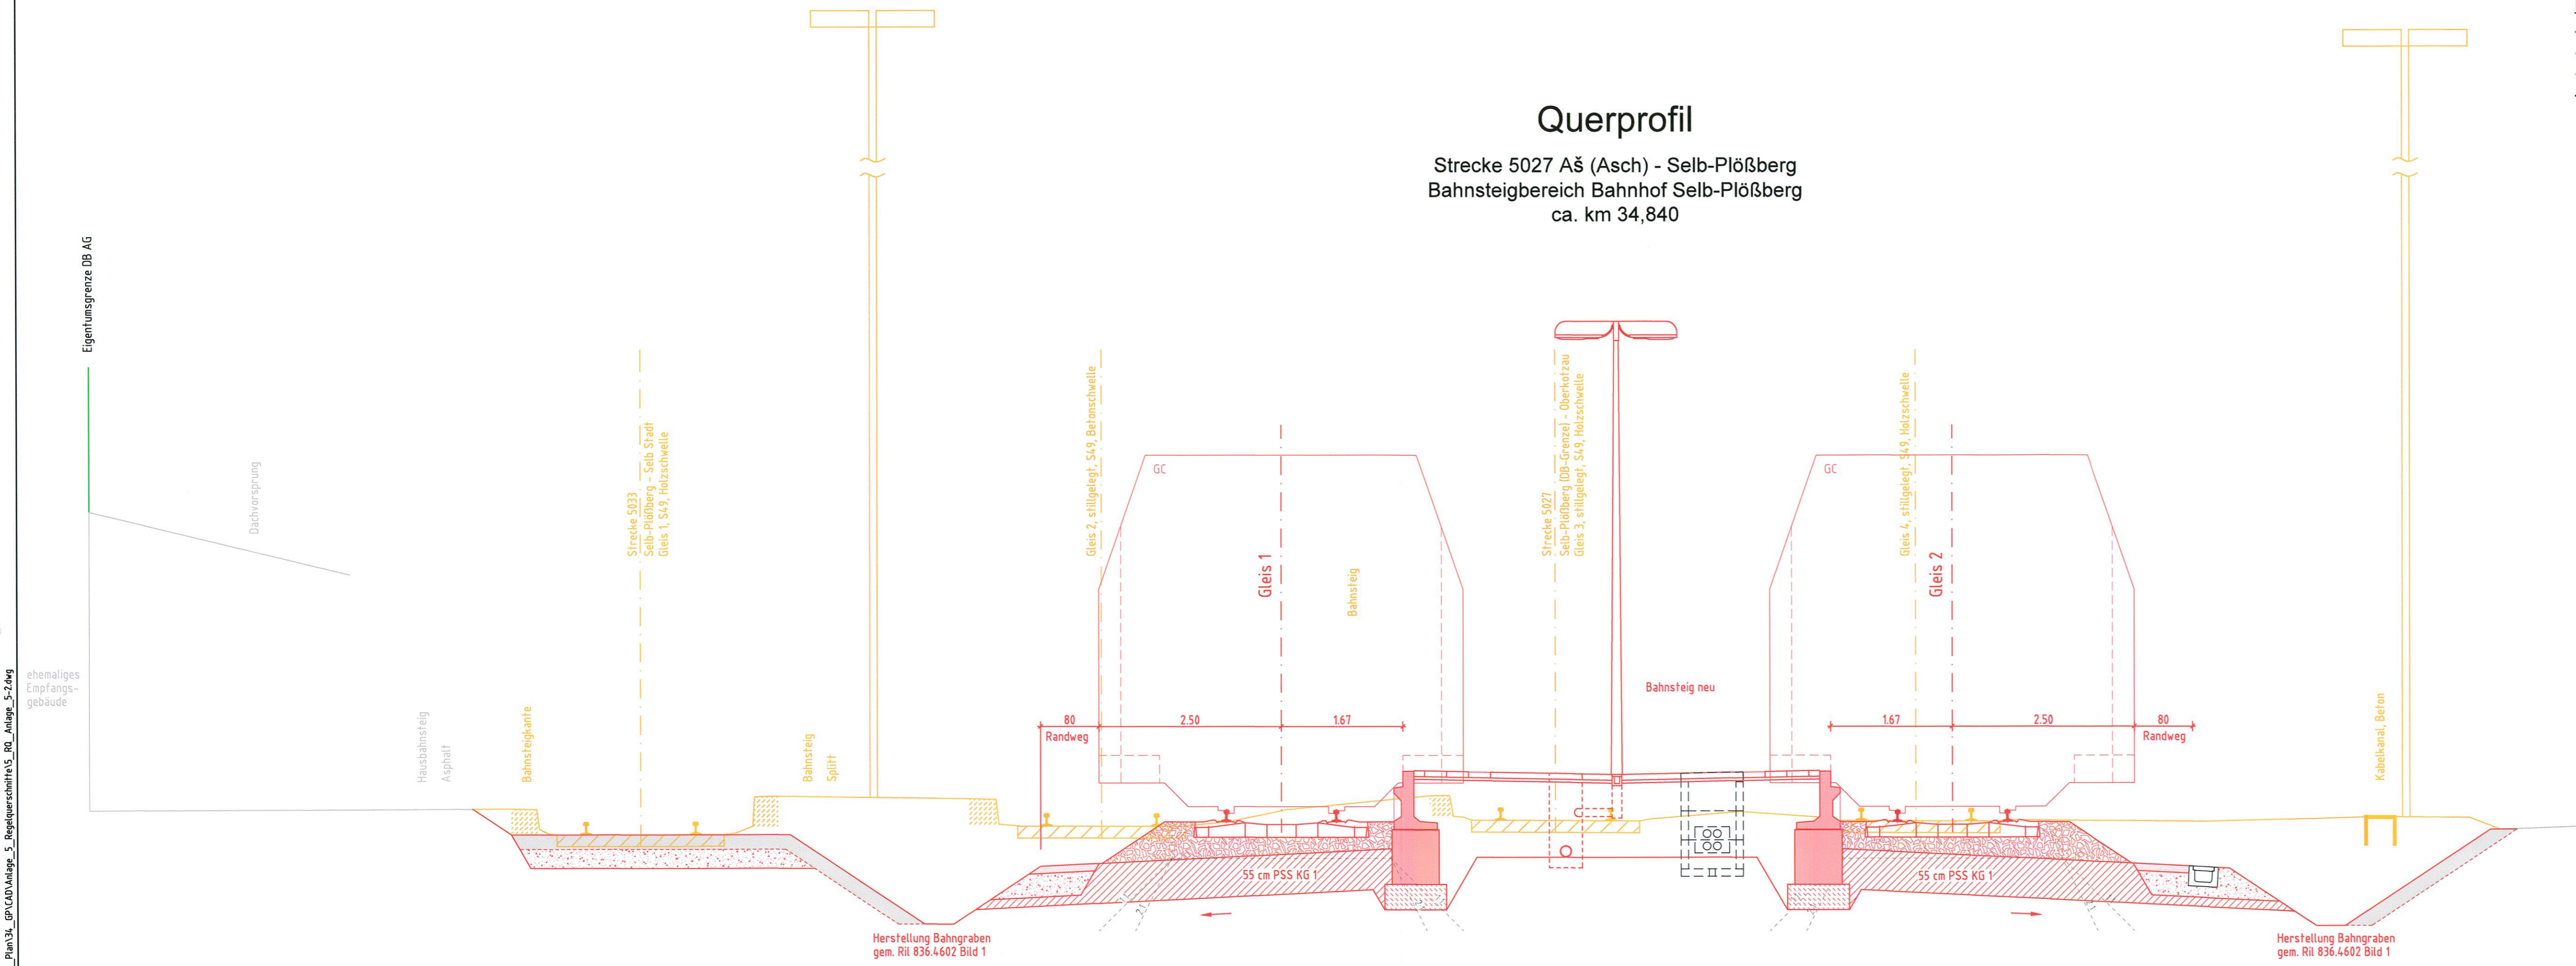 Querprofil
Strecke 5027 Aš (Asch) - Selb-Plößberg
Bahnsteigbereich Bahnhof Selb-Plößberg
ca. km 34,840
Eigentumsgrenze DB AG
Dachvorsprung
ehemaliges
Empfangs-
gebäude
Hausbahnsteig
Asphalt
Bahnsteigkante
Strecke 5033
Selb-Plößberg - Selb Stadt
Gleis 1, S49, Holzschwelle
Bahnsteig
Splitt
Gleis 2, stillgelegt, S49, Betonschwelle
GC
Gleis 1
Bahnsteig
80
2.50
1.67
Randweg
Strecke 5027
Selb-Plößberg (DB-Grenze) - Oberkotzau
Gleis 3, stillgelegt, S49, Holzschwelle
Bahnsteig neu
GC
Gleis 4, stillgelegt, S49, Holzschwelle
Gleis 2
1.67
2.50
80
Randweg
Kabelkanal, Beton
55 cm PSS KG 1
55 cm PSS KG 1
Herstellung Bahngraben
gem. Ril 836.4602 Bild 1
Herstellung Bahngraben
gem. Ril 836.4602 Bild 1
_Plan\34_ GP\CAD\Anlage_5_Regelquerschnitte\5_RQ_Anlage_5-2.dwg